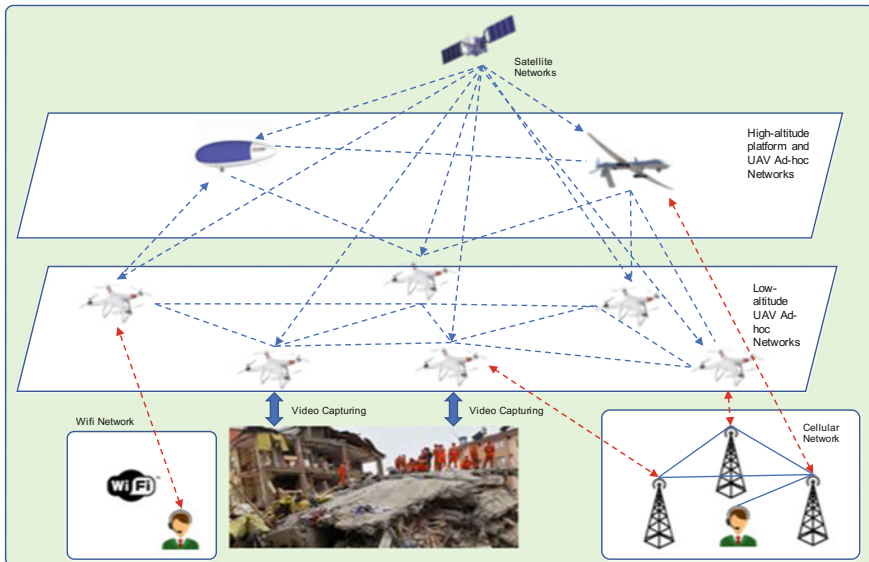 Satellite
Networks
High-altitude
platform and
UAV Ad-hoc
Networks
Low-
altitude
UAV Ad-
hoc
Networks
Video Capturing
Video Capturing
Wifi Network
Cellular
Network
WiFi
TM